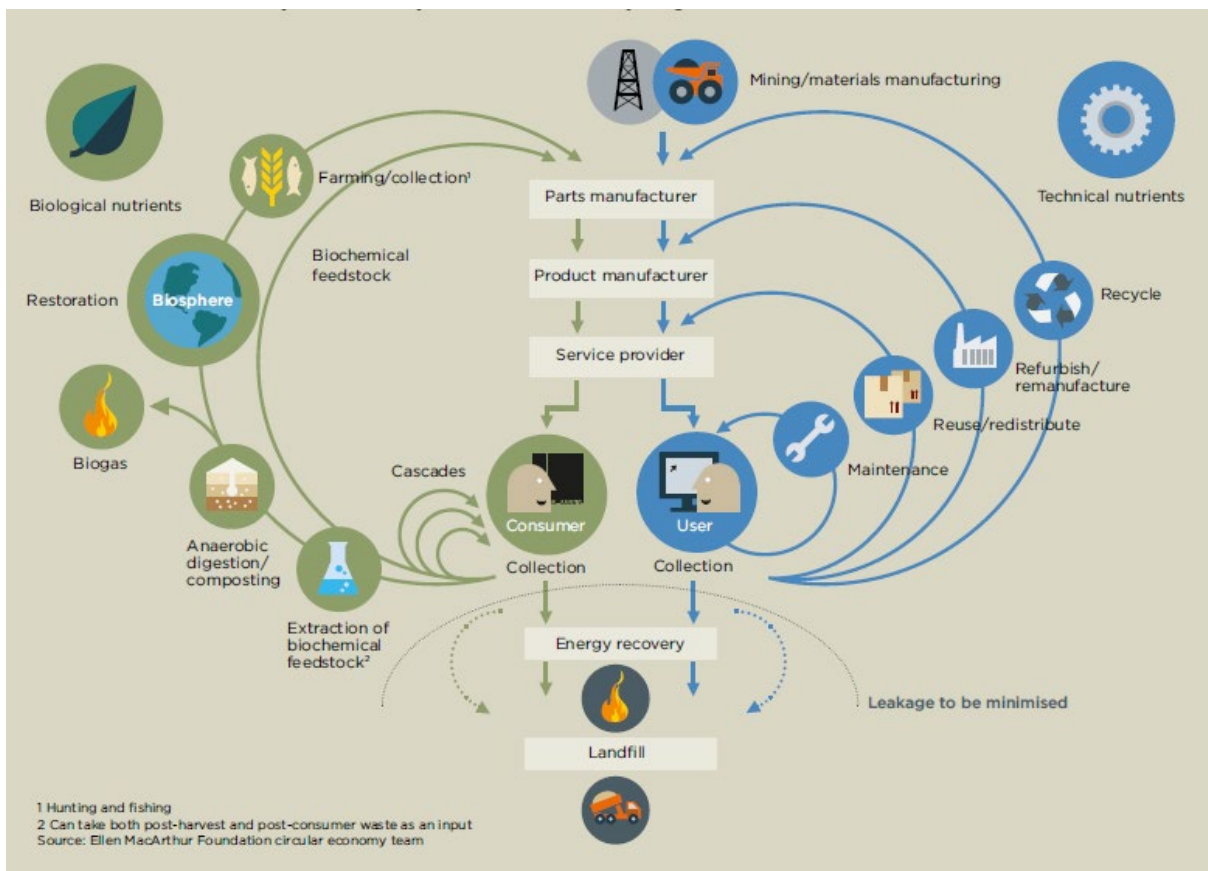 Mining/materials manufacturing
Biological nutrients
Farming/collection¹
Parts manufacturer
Technical nutrients
Biochemical
feedstock
Product manufacturer
Restoration
Biosphere
Recycle
Service provider
Refurbish/
remanufacture
Reuse/redistribute
Biogas
Cascades
Maintenance
Consumer
User
Anaerobic
digestion/
composting
Collection
Collection
Extraction of
biochemical
feedstock²
Energy recovery
Leakage to be minimised
Landfill
1 Hunting and fishing
2 Can take both post-harvest and post-consumer waste as an input
Source: Ellen MacArthur Foundation circular economy team